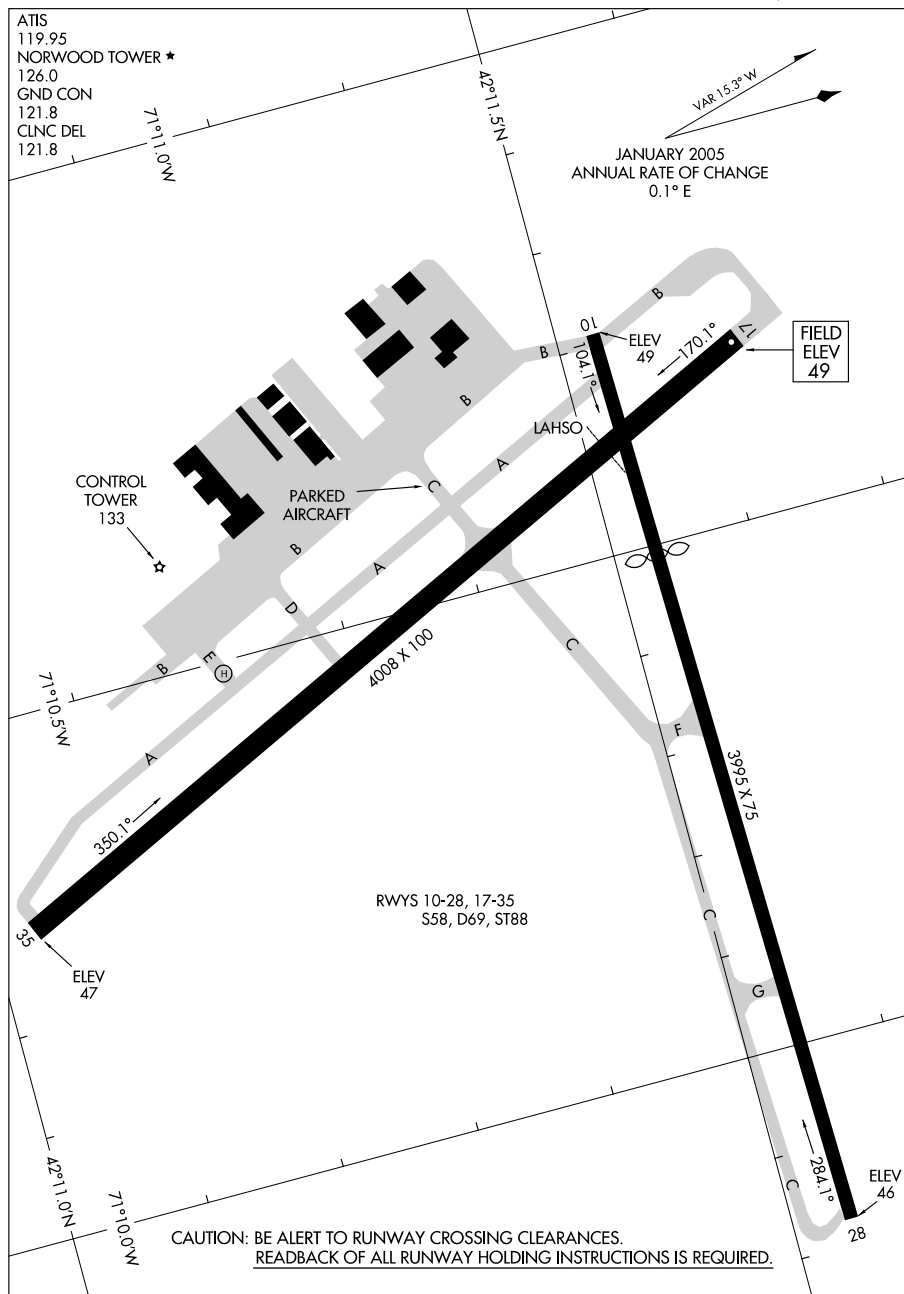 ATIS
119.95
NORWOOD TOWER ★
126.0
GND CON
121.8
CLNC DEL
121.8
42°11.5'N
VAR 15.3° W
71°11.0'W
JANUARY 2005
ANNUAL RATE OF CHANGE
0.1° E
B
10
ELEV
49
17
FIELD
ELEV
49
170.1°
B
104.1°
B
LAHSO
A
C
CONTROL
TOWER
133
PARKED
AIRCRAFT
B
A
D
C
4008 X 100
E
H
B
71°10.5'W
F
A
3995 X 75
350.1°
RWYS 10-28, 17-35
S58, D69, ST88
C
35
ELEV
47
G
42°11.0'N
71°10.0'W
284.1°
C
ELEV
46
28
CAUTION: BE ALERT TO RUNWAY CROSSING CLEARANCES.
READBACK OF ALL RUNWAY HOLDING INSTRUCTIONS IS REQUIRED.